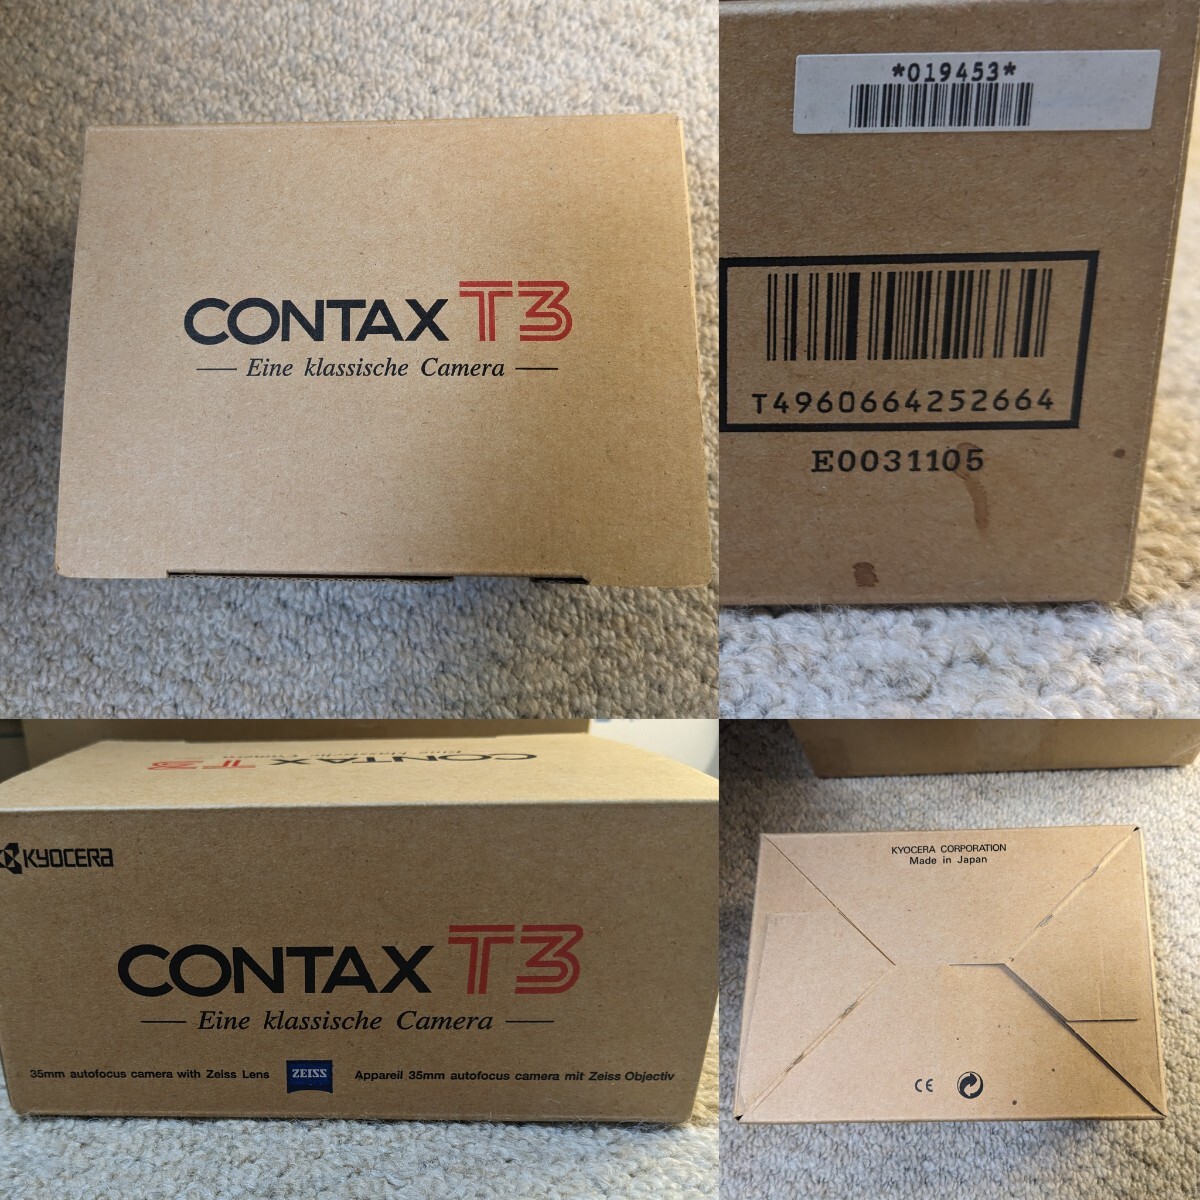 CONTAX T3
Eine klassische Camera
*019453*
T4960664252664
E0031105
CONTAX T3
Eine klassische Camera
KYOCERA
CONTAX T3
Eine klassische Camera
35mm autofocus camera with Zeiss Lens
ZEISS
Appareil 35mm autofocus camera mit Zeiss Objectiv
KYOCERA CORPORATION
Made in Japan
CE